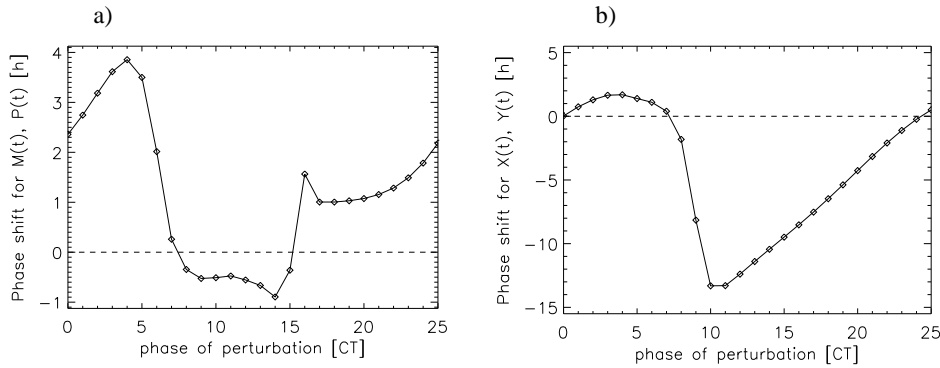 a)
Phase shift for M(t), P(t) [h]
4
3
2
1
0
−1
0 5 10 15 20 25
phase of perturbation [CT]
b)
Phase shift for X(t), Y(t) [h]
5
0
−5
−10
−15
0 5 10 15 20 25
phase of perturbation [CT]